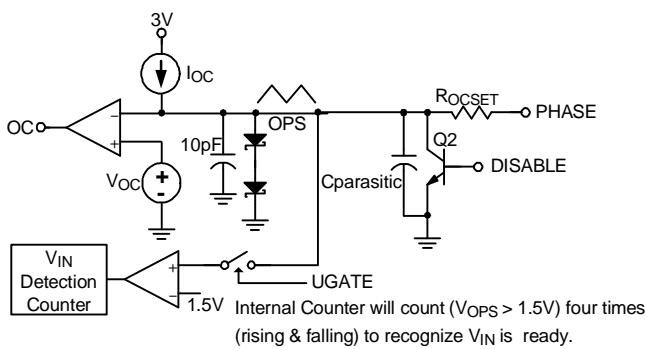 3V
IOC
ROCSET
PHASE
OC
−
+
OPS
10pF
Q2
DISABLE
Cparasitic
VOC
+
-
VIN
Detection
Counter
+
−
1.5V
UGATE
Internal Counter will count (VOPS > 1.5V) four times
(rising & falling) to recognize VIN is ready.